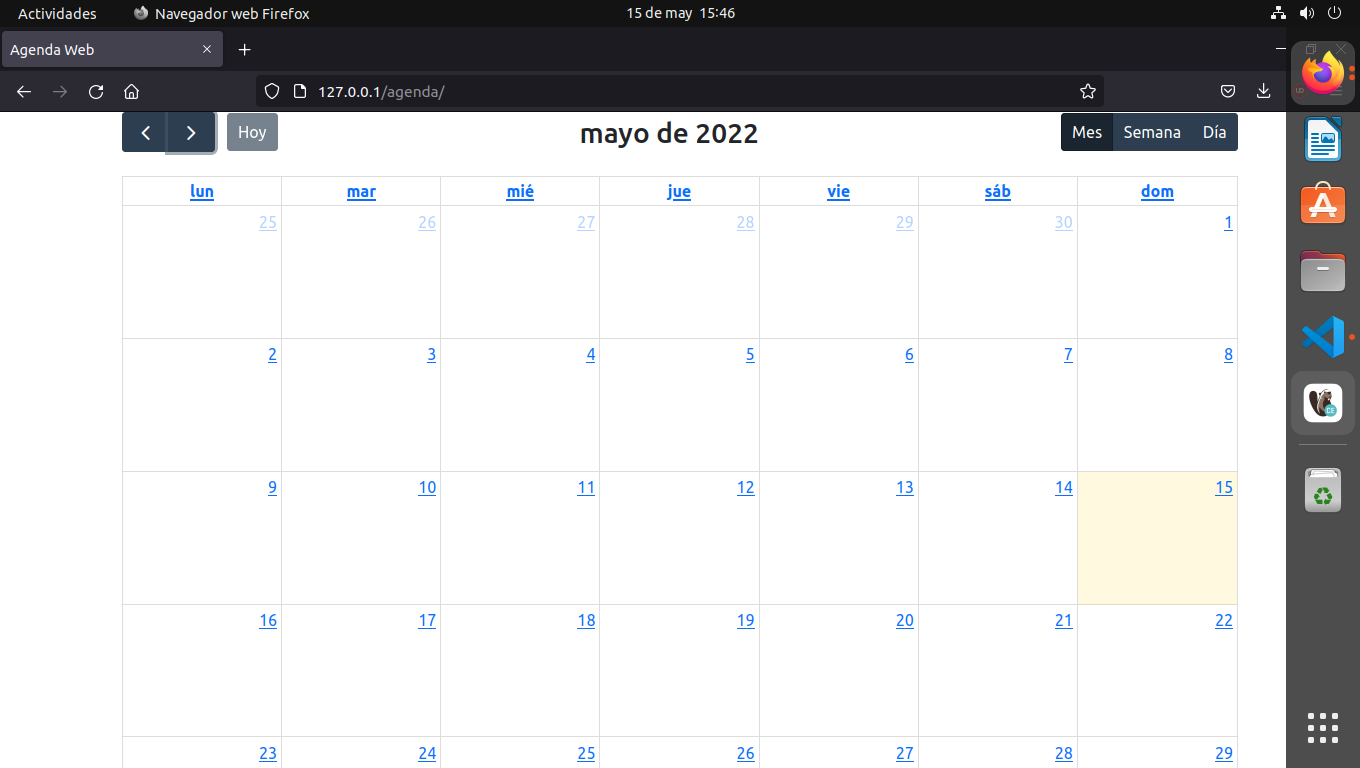 Actividades Navegador web Firefox 15 de may 15:46
Agenda Web
127.0.0.1/agenda/
Hoy mayo de 2022 Mes Semana Día
lun mar mié jue vie sáb dom
25 26 27 28 29 30 1
2 3 4 5 6 7 8
9 10 11 12 13 14 15
16 17 18 19 20 21 22
23 24 25 26 27 28 29
CE